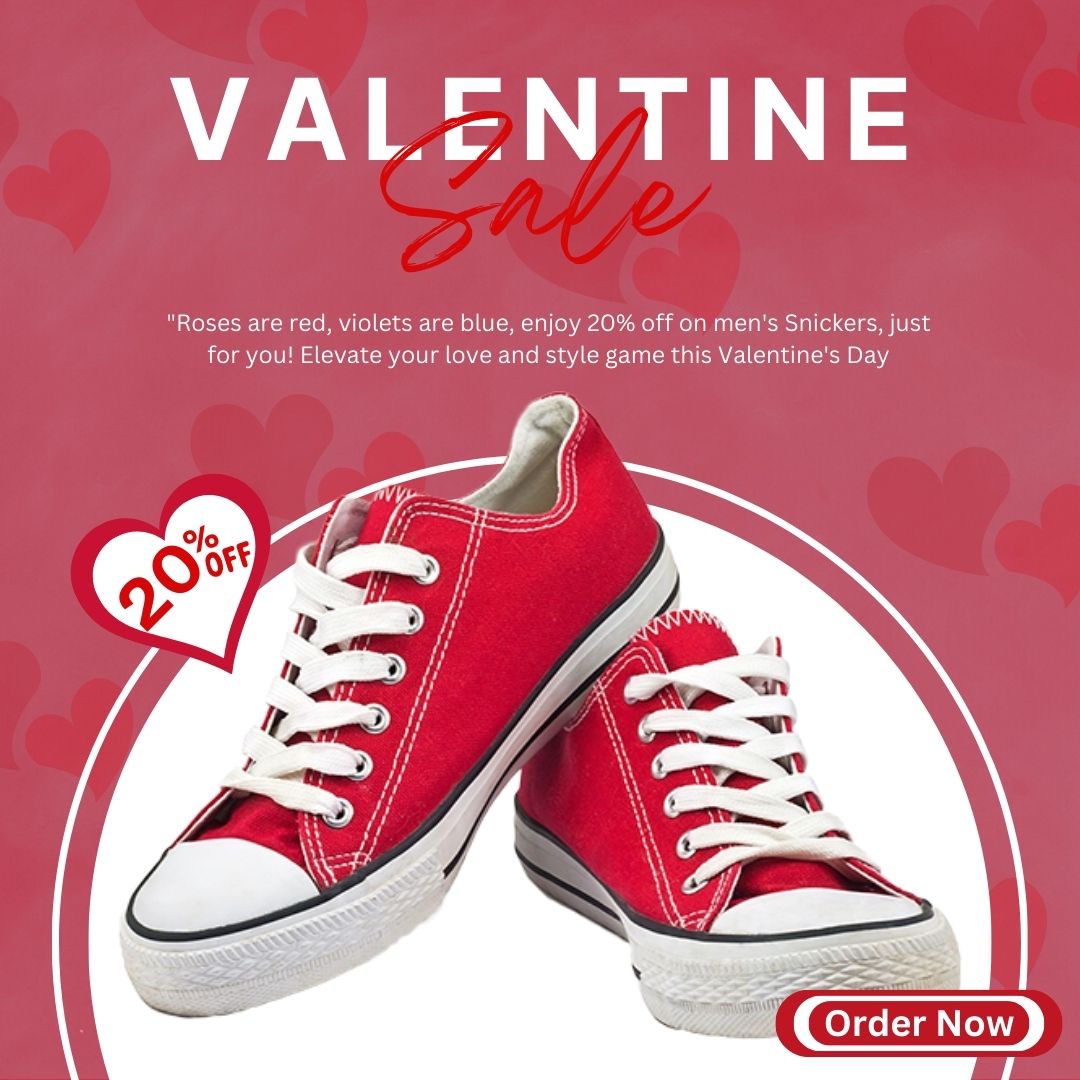 VALENTINE
Sale
"Roses are red, violets are blue, enjoy 20% off on men's Snickers, just
for you! Elevate your love and style game this Valentine's Day
20% OFF
Order Now